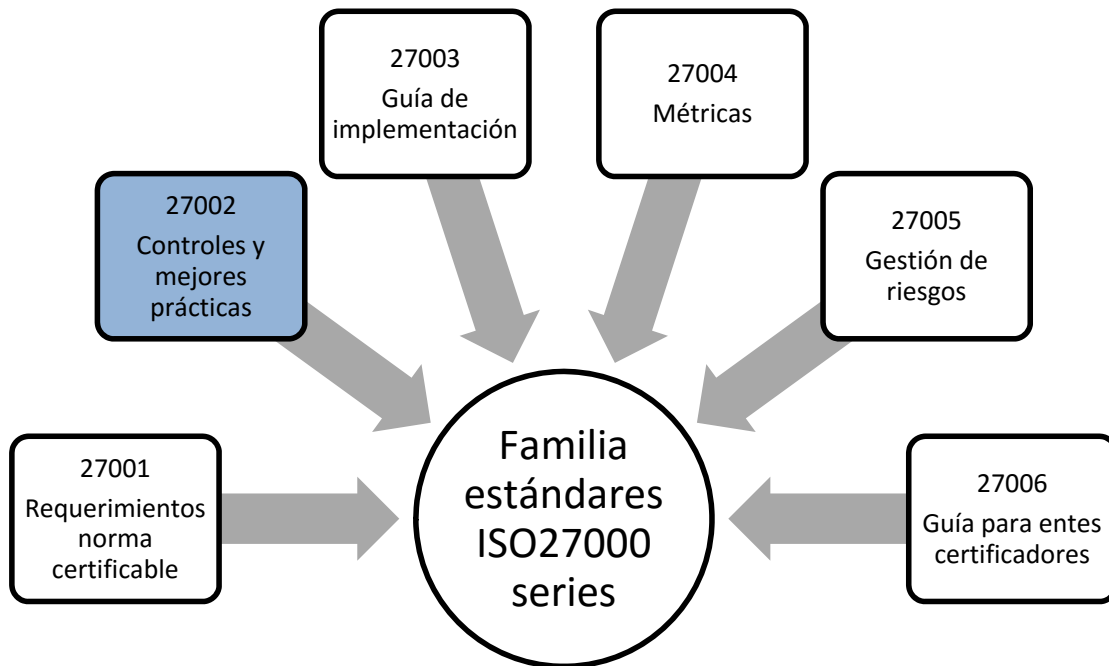 27003
Guía de
implementación
27004
Métricas
27002
Controles y
mejores
prácticas
27005
Gestión de
riesgos
27001
Requerimientos
norma
certificable
Familia
estándares
ISO27000
series
27006
Guía para entes
certificadores